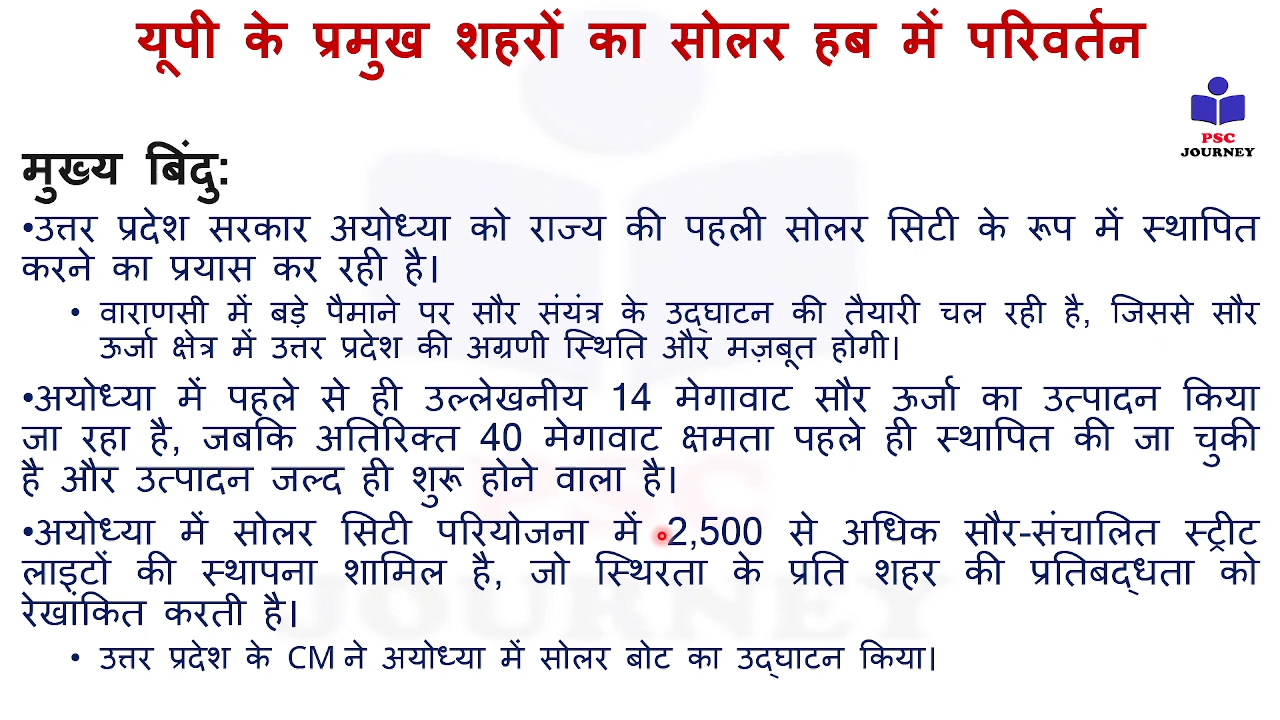 यूपी के प्रमुख शहरों का सोलर हब में परिवर्तन
PSC
JOURNEY
मुख्य बिंदु:
•उत्तर प्रदेश सरकार अयोध्या को राज्य की पहली सोलर सिटी के रूप में स्थापित
करने का प्रयास कर रही है।
• वाराणसी में बड़े पैमाने पर सौर संयंत्र के उद्घाटन की तैयारी चल रही है, जिससे सौर
ऊर्जा क्षेत्र में उत्तर प्रदेश की अग्रणी स्थिति और मज़बूत होगी।
•अयोध्या में पहले से ही उल्लेखनीय 14 मेगावाट सौर ऊर्जा का उत्पादन किया
जा रहा है, जबकि अतिरिक्त 40 मेगावाट क्षमता पहले ही स्थापित की जा चुकी
है और उत्पादन जल्द ही शुरू होने वाला है।
•अयोध्या में सोलर सिटी परियोजना में 2,500 से अधिक सौर-संचालित स्ट्रीट
लाइटों की स्थापना शामिल है, जो स्थिरता के प्रति शहर की प्रतिबद्धता को
रेखांकित करती है।
• उत्तर प्रदेश के CM ने अयोध्या में सोलर बोट का उद्घाटन किया।
PSC
JOURNEY